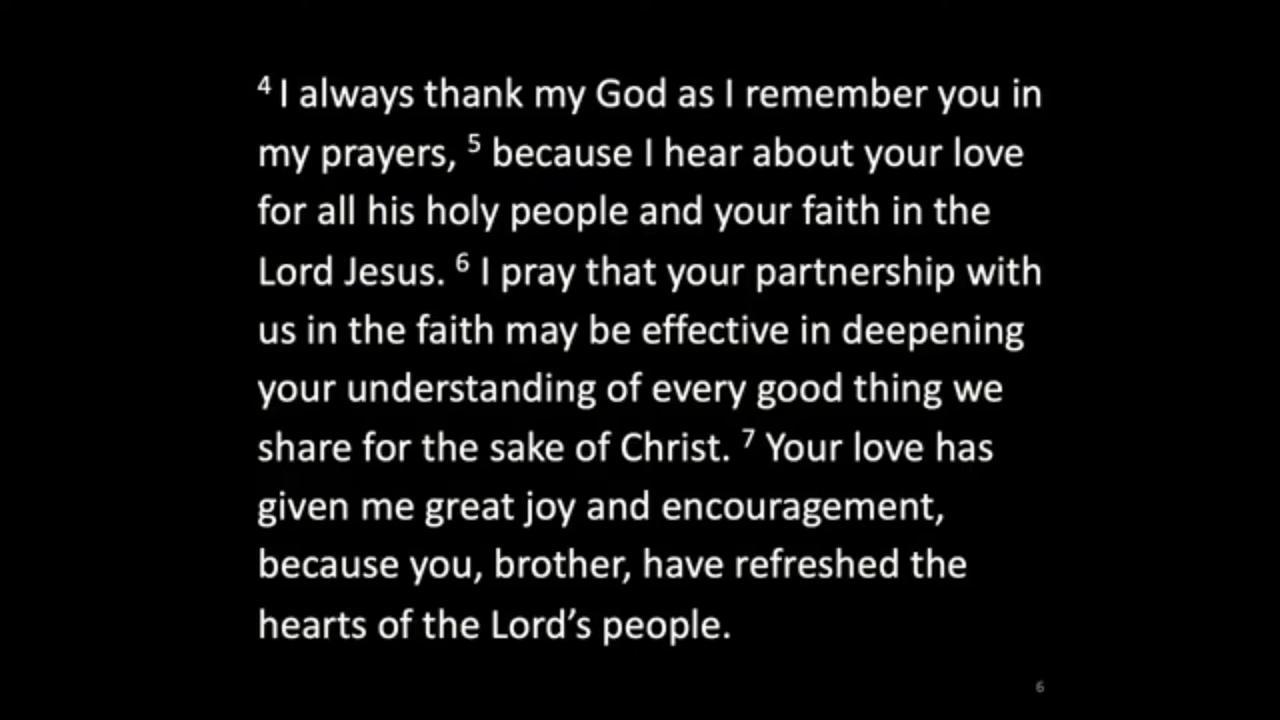 4 I always thank my God as I remember you in
my prayers, 5 because I hear about your love
for all his holy people and your faith in the
Lord Jesus. 6 I pray that your partnership with
us in the faith may be effective in deepening
your understanding of every good thing we
share for the sake of Christ. 7 Your love has
given me great joy and encouragement,
because you, brother, have refreshed the
hearts of the Lord’s people.
6